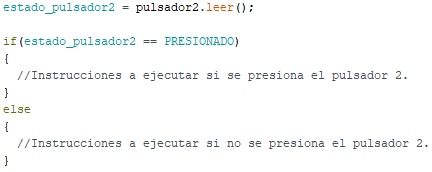 estado_pulsador2 = pulsador2.leer();
if(estado_pulsador2 == PRESIONADO)
{
//Instrucciones a ejecutar si se presiona el pulsador 2.
}
else
{
//Instrucciones a ejecutar si no se presiona el pulsador 2.
}